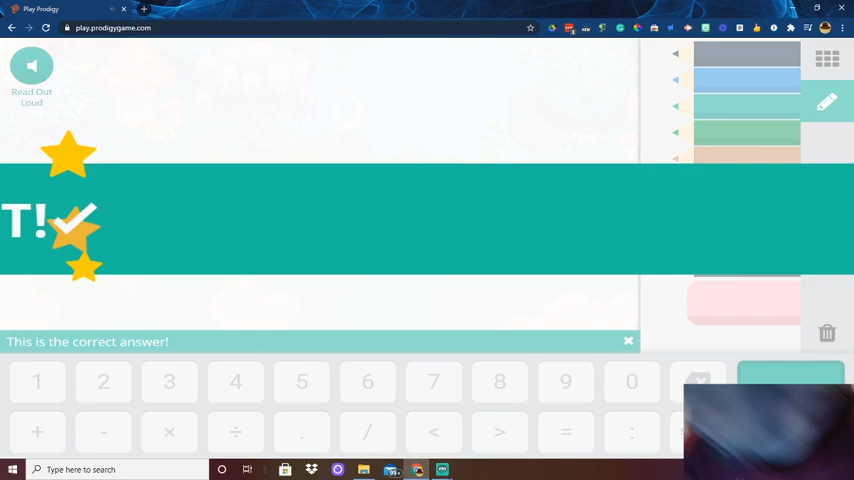 Play Prodigy
play.prodigygame.com
Read Out
Loud
T!
This is the correct answer!
1 2 3 4 5 6 7 8 9 0
+ - × ÷ . / < > = :
Type here to search
99+